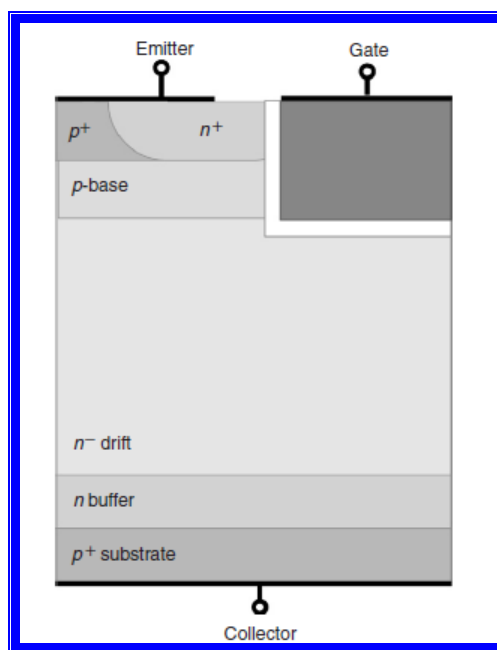 Emitter
Gate
p+
n+
p-base
n− drift
n buffer
p+ substrate
Collector